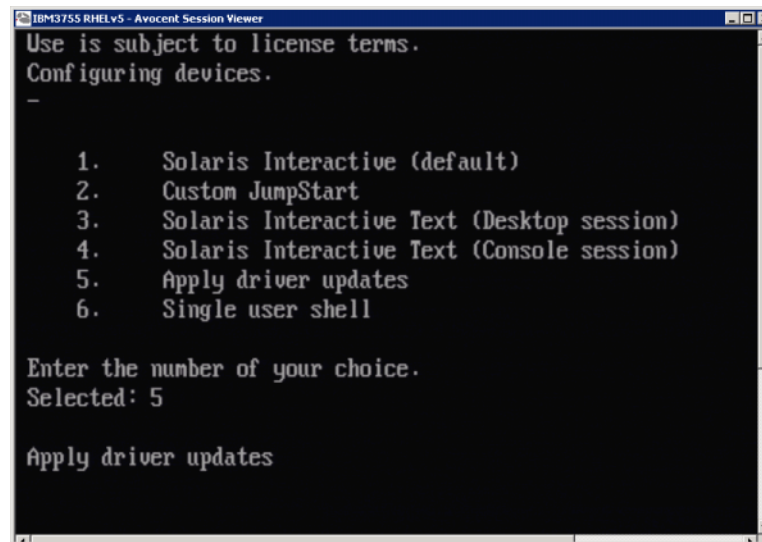 IBM3755 RHELv5 - Avocent Session Viewer
Use is subject to license terms.
Configuring devices.
_
1. Solaris Interactive (default)
2. Custom JumpStart
3. Solaris Interactive Text (Desktop session)
4. Solaris Interactive Text (Console session)
5. Apply driver updates
6. Single user shell
Enter the number of your choice.
Selected: 5
Apply driver updates